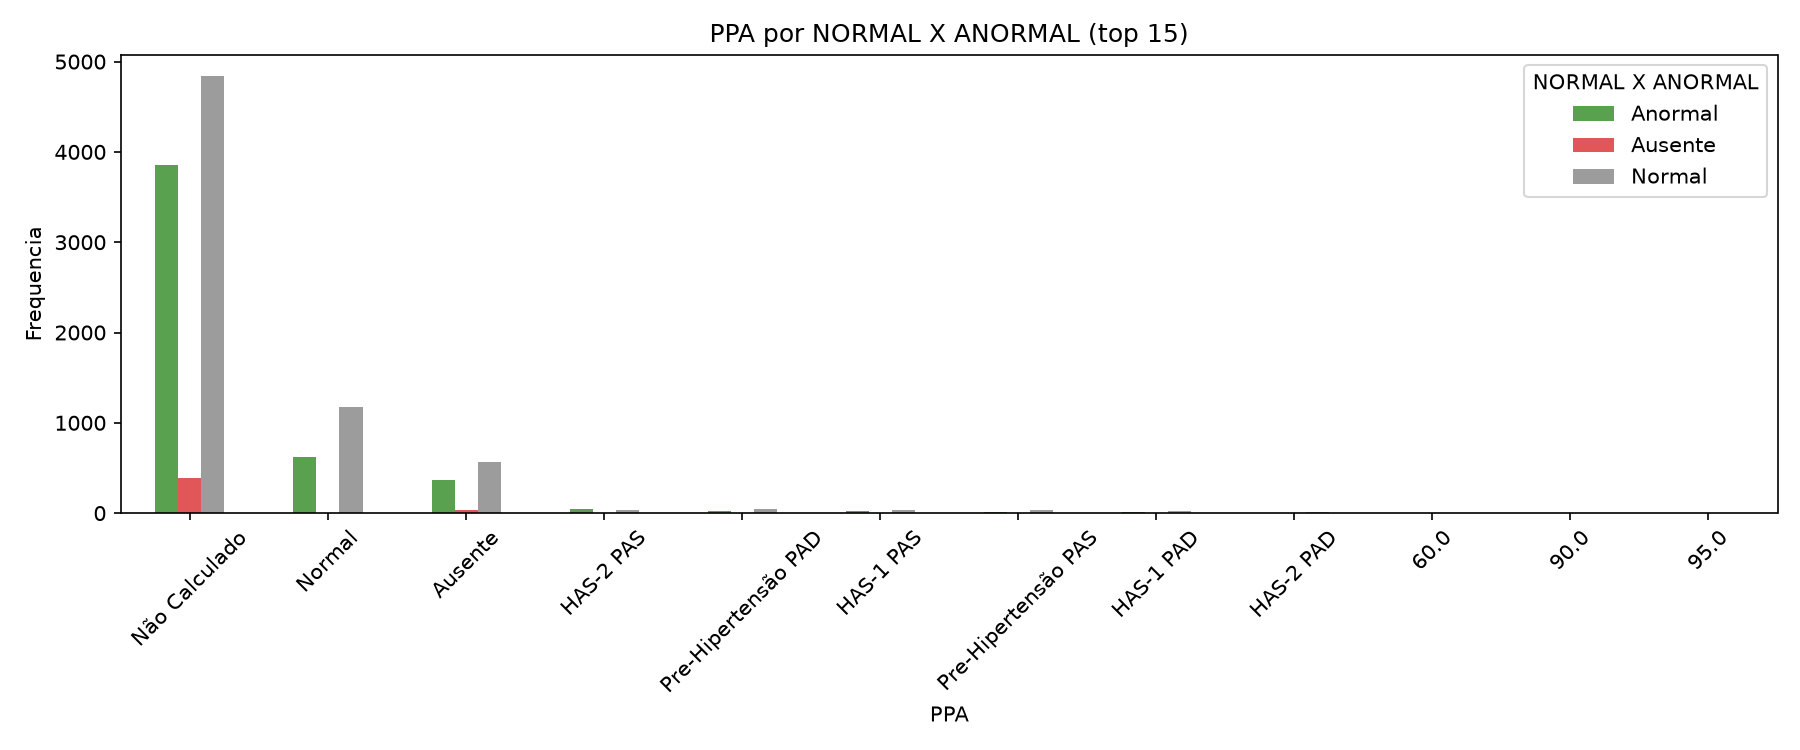 PPA por NORMAL X ANORMAL (top 15)
NORMAL X ANORMAL
Anormal
Ausente
Normal
Frequencia
5000
4000
3000
2000
1000
0
Não Calculado
Normal
Ausente
HAS-2 PAS
Pre-Hipertensão PAD
HAS-1 PAS
Pre-Hipertensão PAS
HAS-1 PAD
HAS-2 PAD
60.0
90.0
95.0
PPA